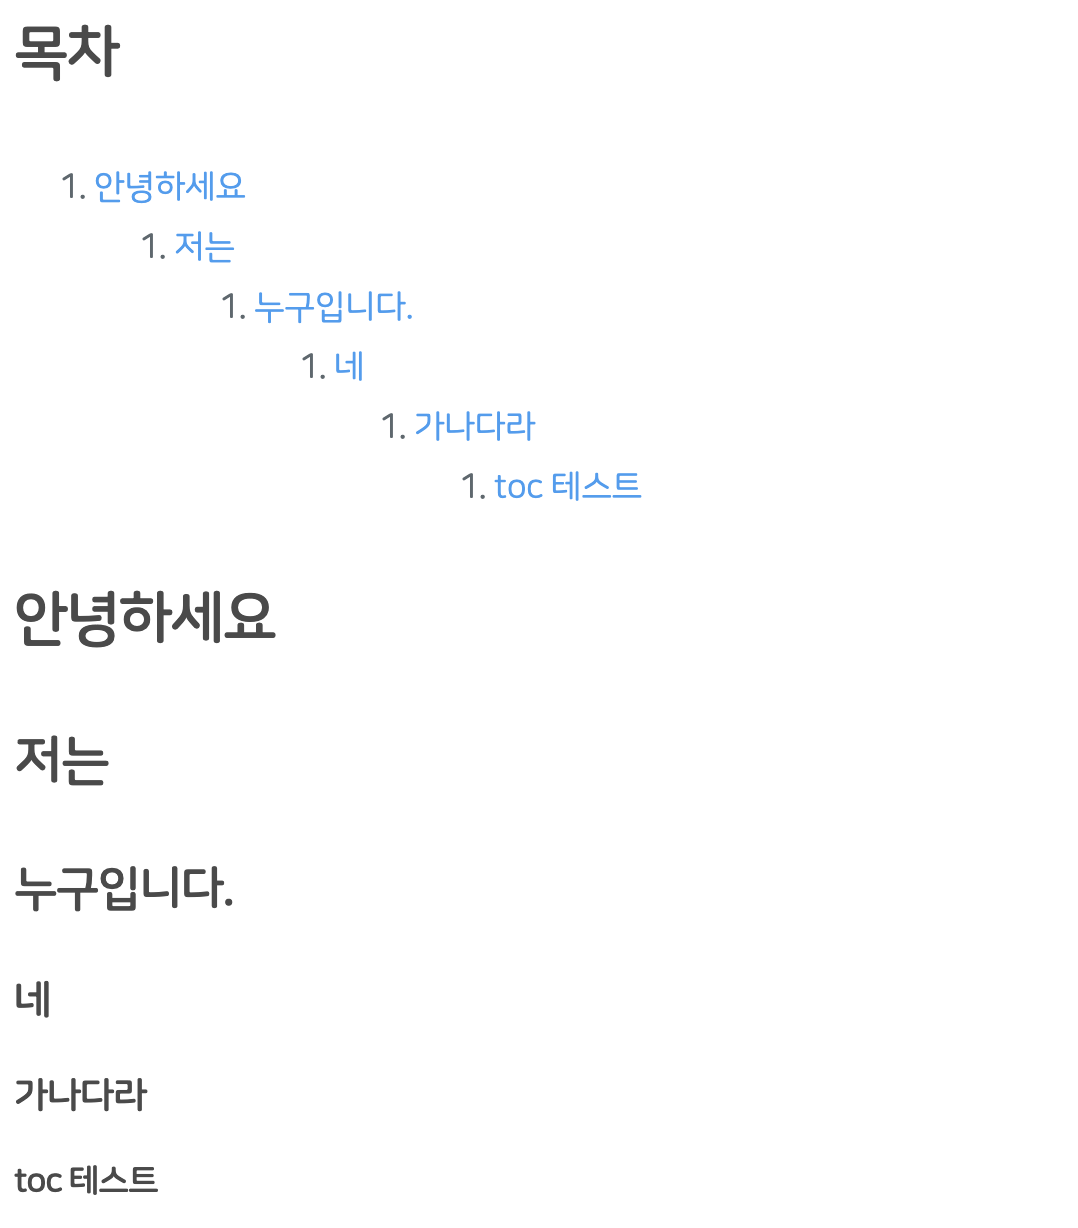 목차
1. 안녕하세요
1. 저는
1. 누구입니다.
1. 네
1. 가나다라
1. toc 테스트
안녕하세요
저는
누구입니다.
네
가나다라
toc 테스트